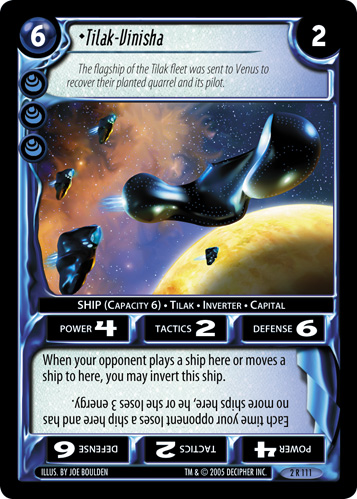 6
•Tilak-Vinisha
2
The flagship of the Tilak fleet was sent to Venus to
recover their planted quarrel and its pilot.
SHIP (CAPACITY 6) • TILAK • INVERTER • CAPITAL
POWER 4 TACTICS 2 DEFENSE 6
When your opponent plays a ship here or moves a
ship to here, you may invert this ship.
Each time your opponent loses a ship here and has
no more ships here, he or she loses 3 energy.
POWER 4 TACTICS 2 DEFENSE 6
ILLUS. BY JOE BOULDEN
TM & © 2005 DECIPHER INC.
2 R 111